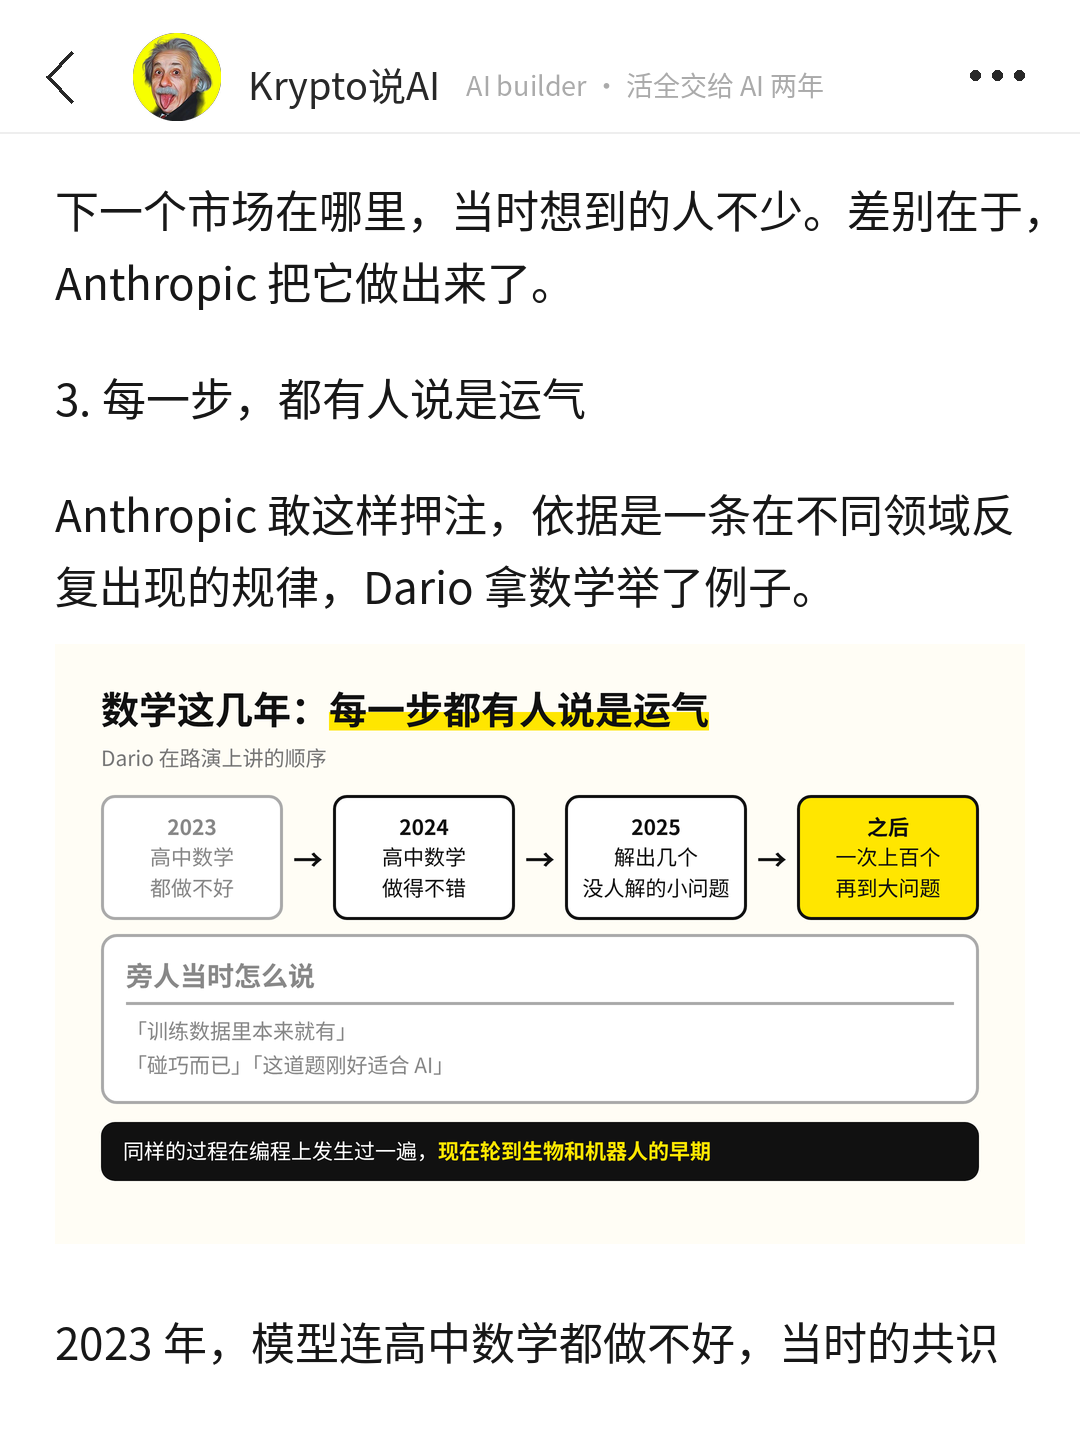 Krypto说AI AI builder · 活全交给 AI 两年
下一个市场在哪里，当时想到的人不少。差别在于，
Anthropic 把它做出来了。
3. 每一步，都有人说是运气
Anthropic 敢这样押注，依据是一条在不同领域反
复出现的规律，Dario 拿数学举了例子。
数学这几年：每一步都有人说是运气
Dario 在路演上讲的顺序
2023
高中数学
都做不好
→
2024
高中数学
做得不错
→
2025
解出几个
没人解的小问题
→
之后
一次上百个
再到大问题
旁人当时怎么说
「训练数据里本来就有」
「碰巧而已」「这道题刚好适合 AI」
同样的过程在编程上发生过一遍，现在轮到生物和机器人的早期
2023 年，模型连高中数学都做不好，当时的共识